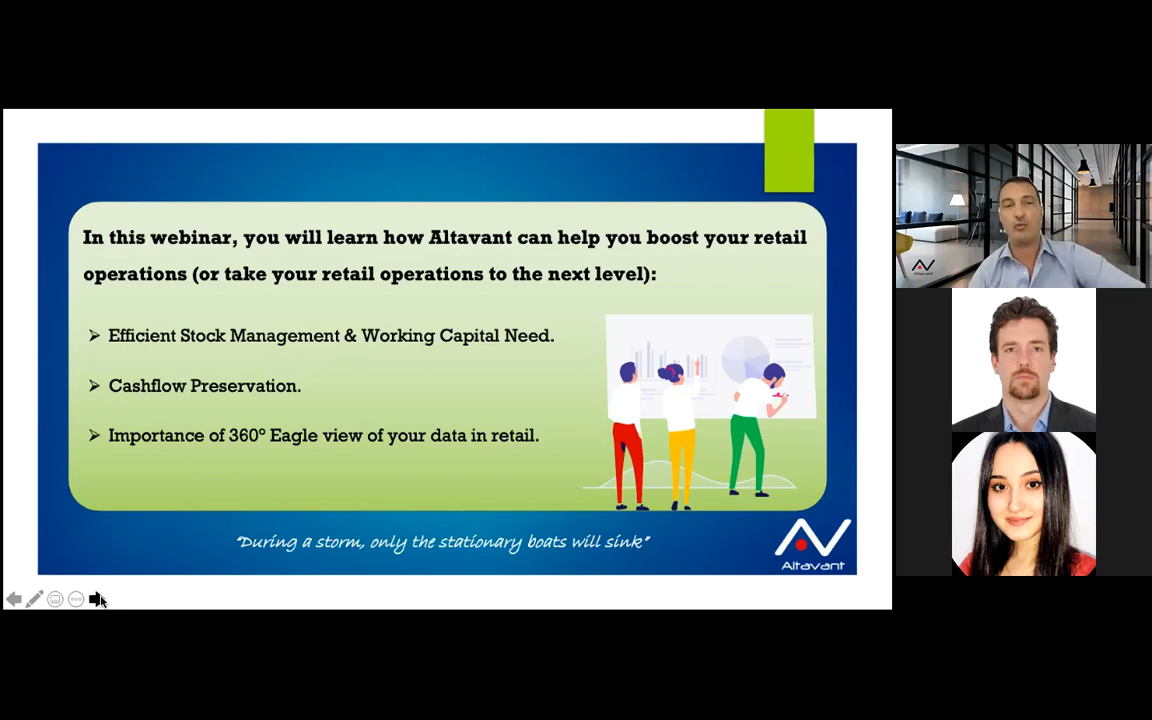 In this webinar, you will learn how Altavant can help you boost your retail
operations (or take your retail operations to the next level):
Efficient Stock Management & Working Capital Need.
Cashflow Preservation.
Importance of 360º Eagle view of your data in retail.
"During a storm, only the stationary boats will sink"
Altavant
Altavant